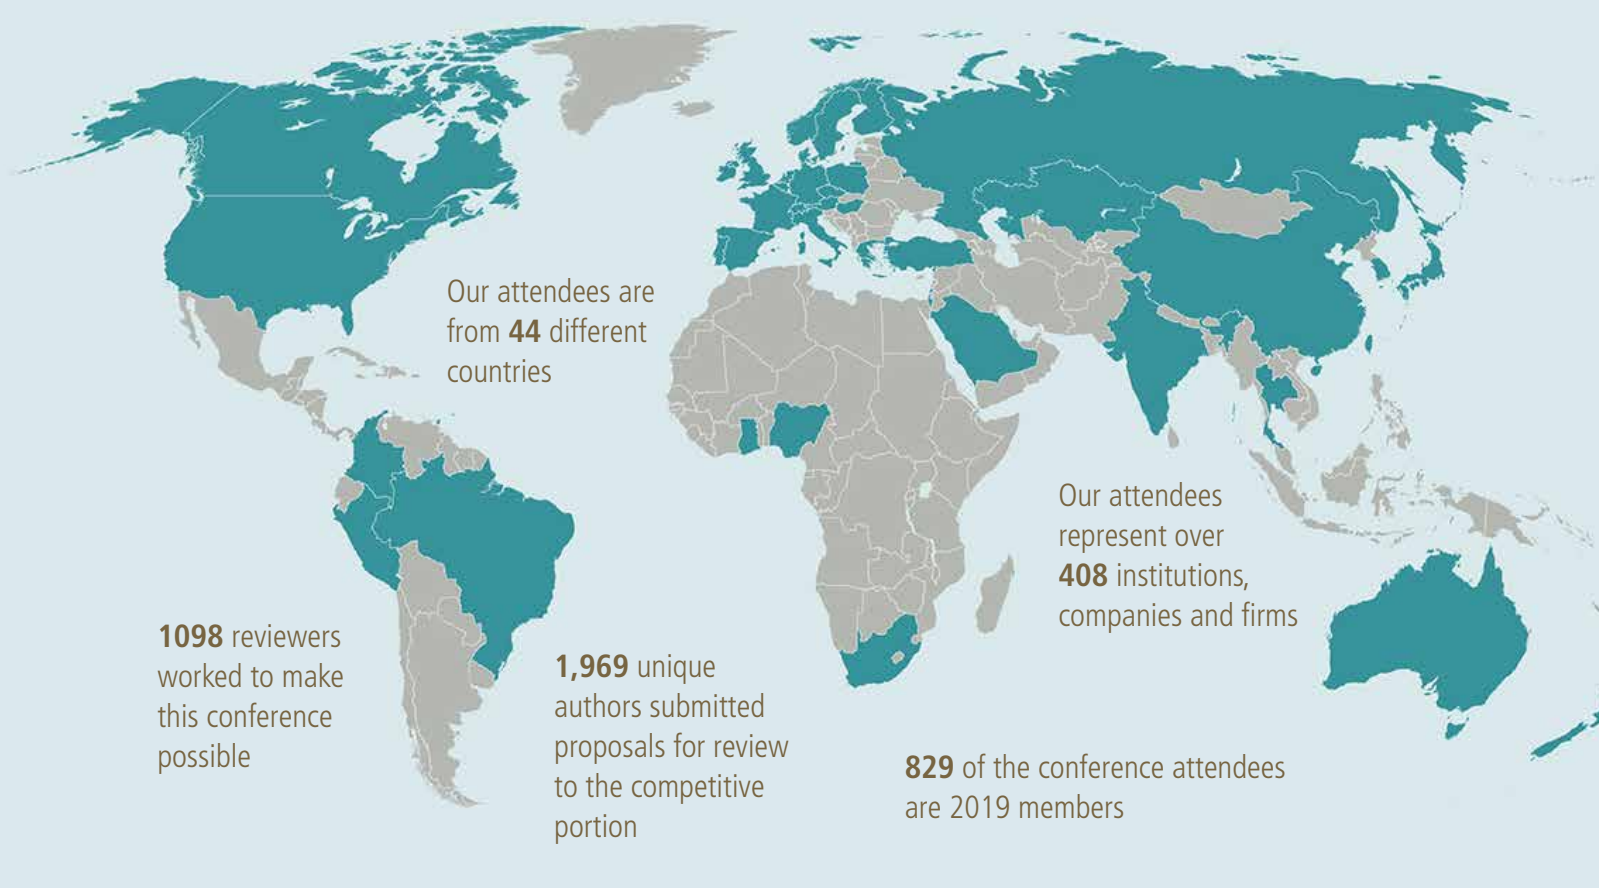 Our attendees are
from 44 different
countries
Our attendees
represent over
408 institutions,
companies and firms
1098 reviewers
worked to make
this conference
possible
1,969 unique
authors submitted
proposals for review
to the competitive
portion
829 of the conference attendees
are 2019 members